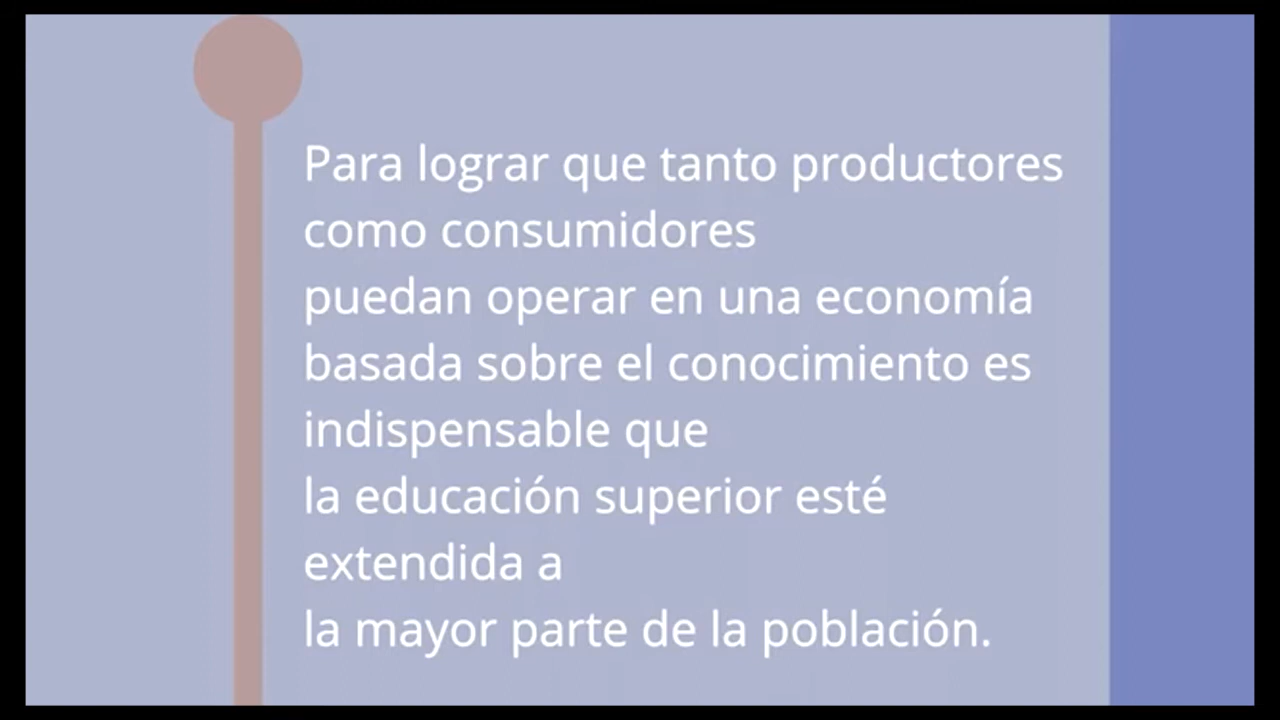 Para lograr que tanto productores
como consumidores
puedan operar en una economía
basada sobre el conocimiento es
indispensable que
la educación superior esté
extendida a
la mayor parte de la población.